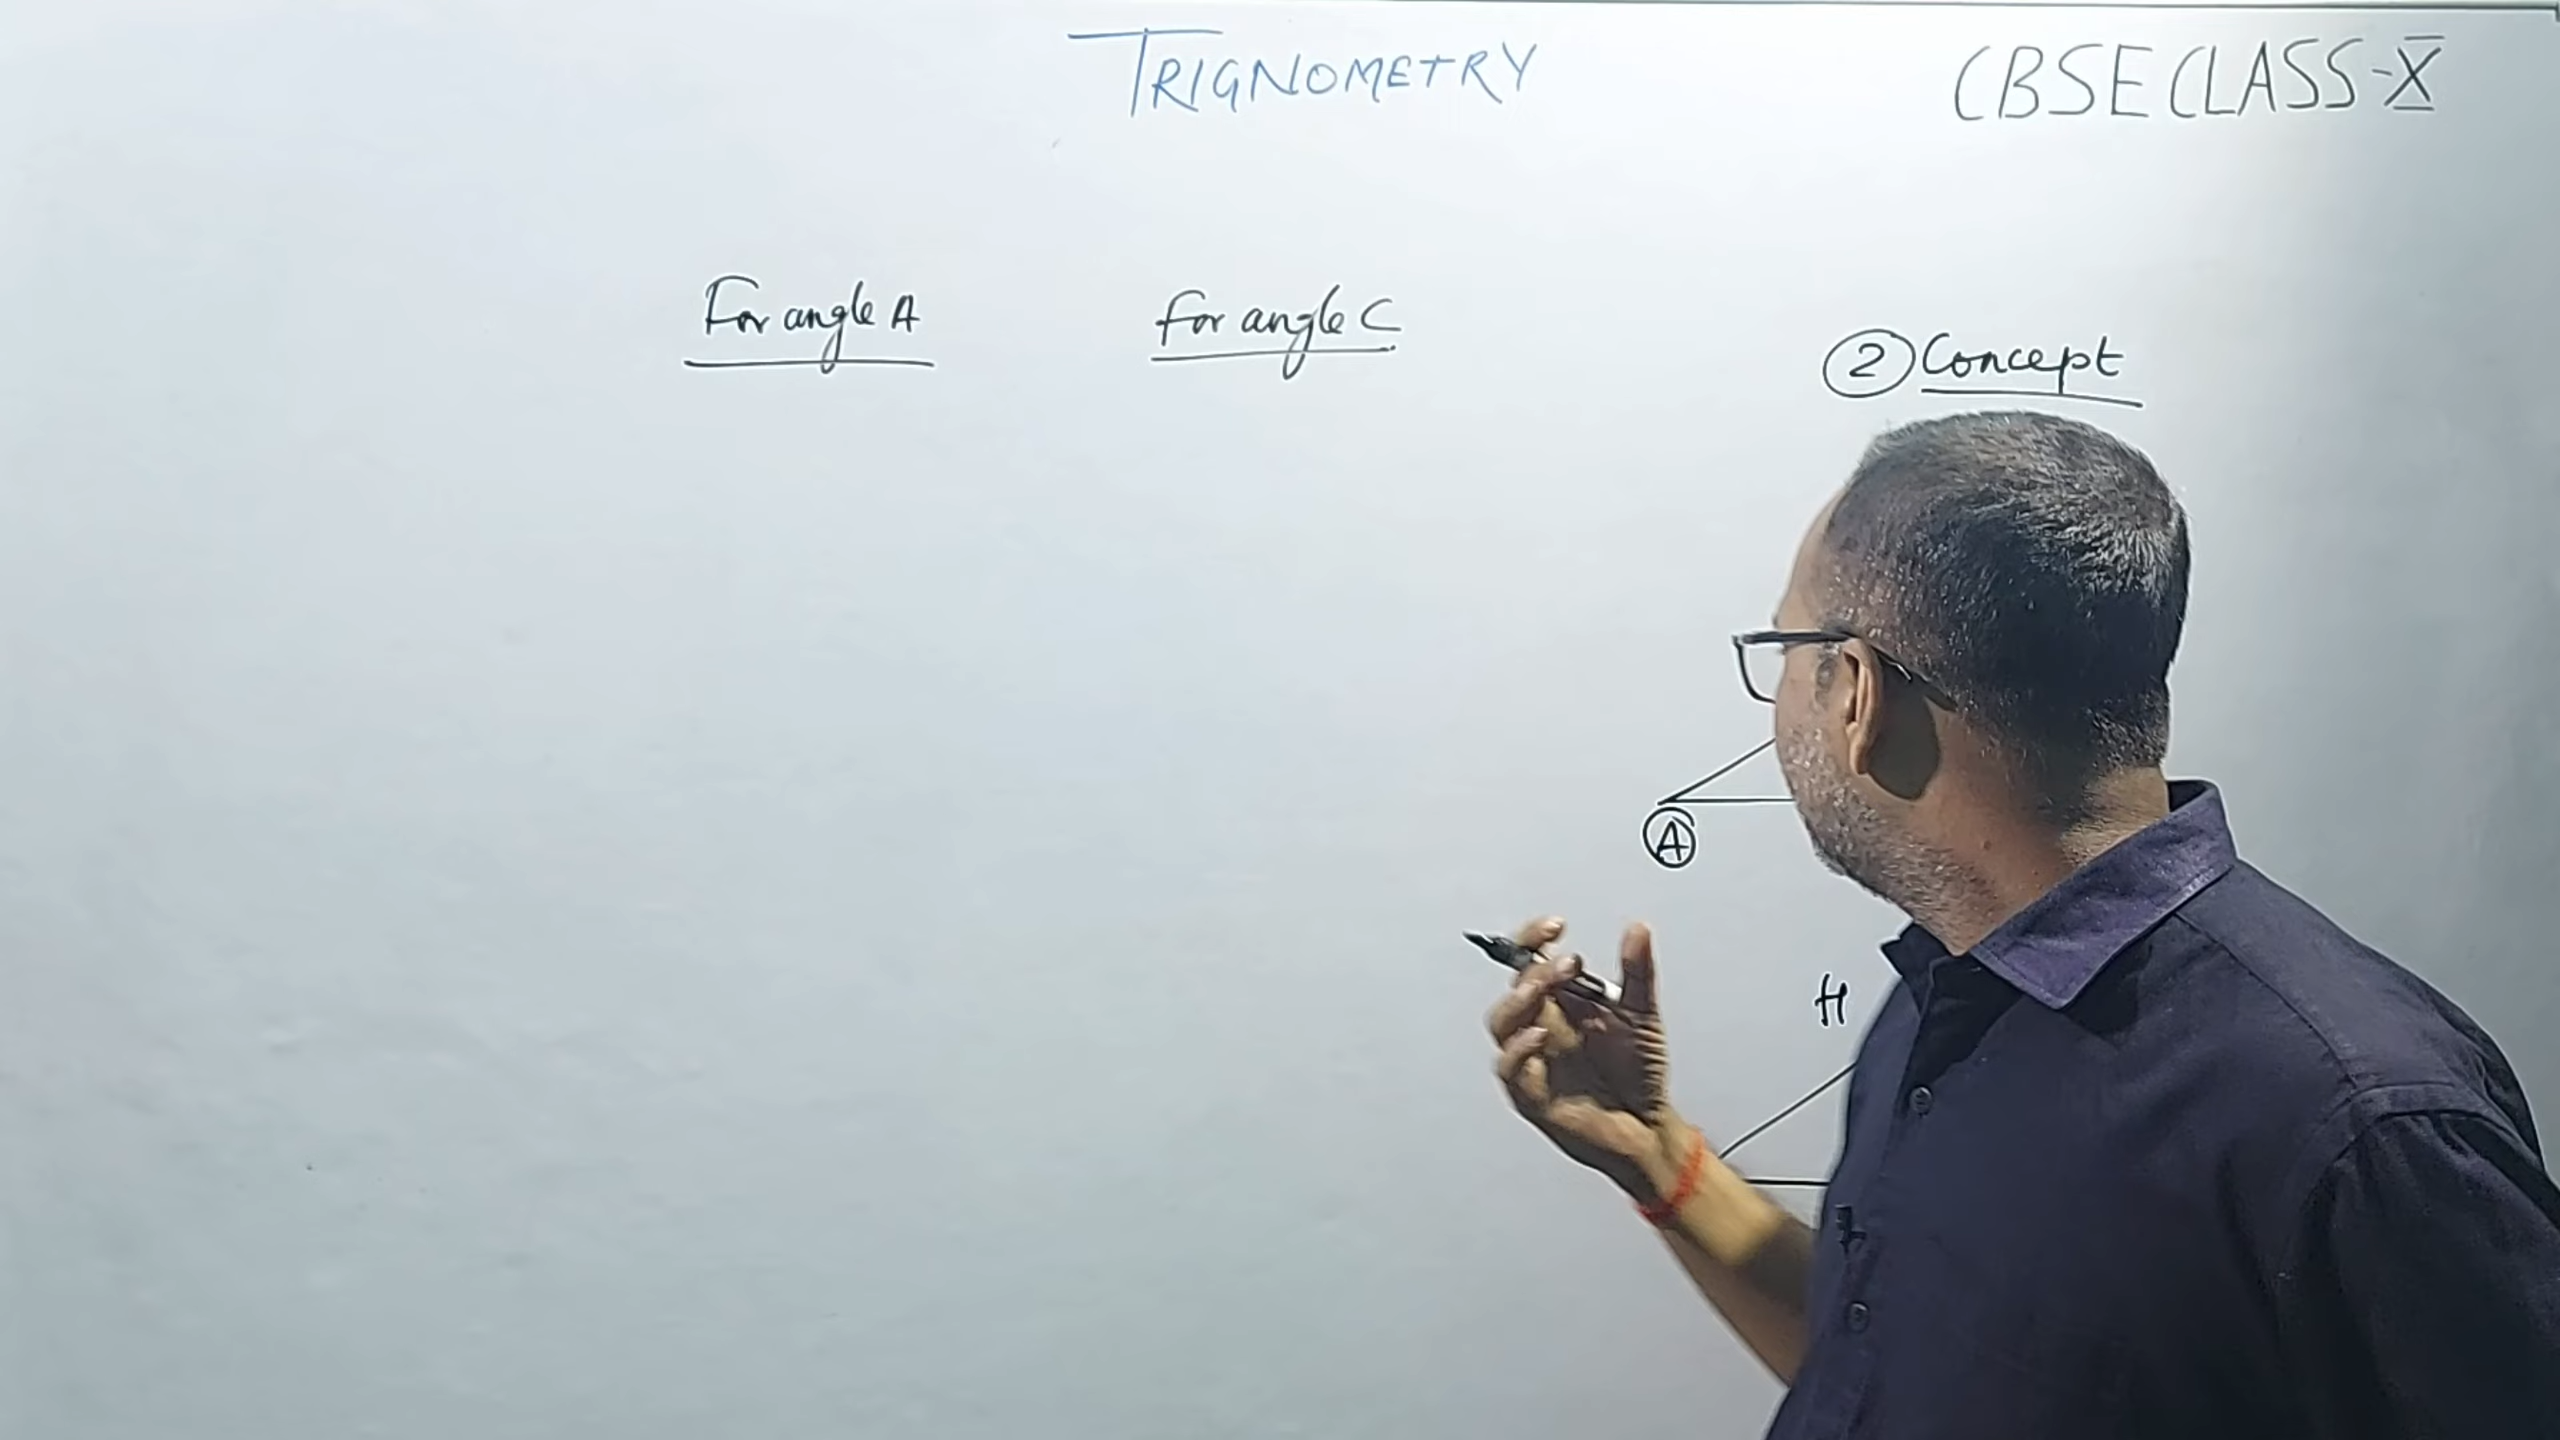 TRIGNOMETRY
CBSE CLASS-X
For angle A
For angle C
2 Concept
A
H